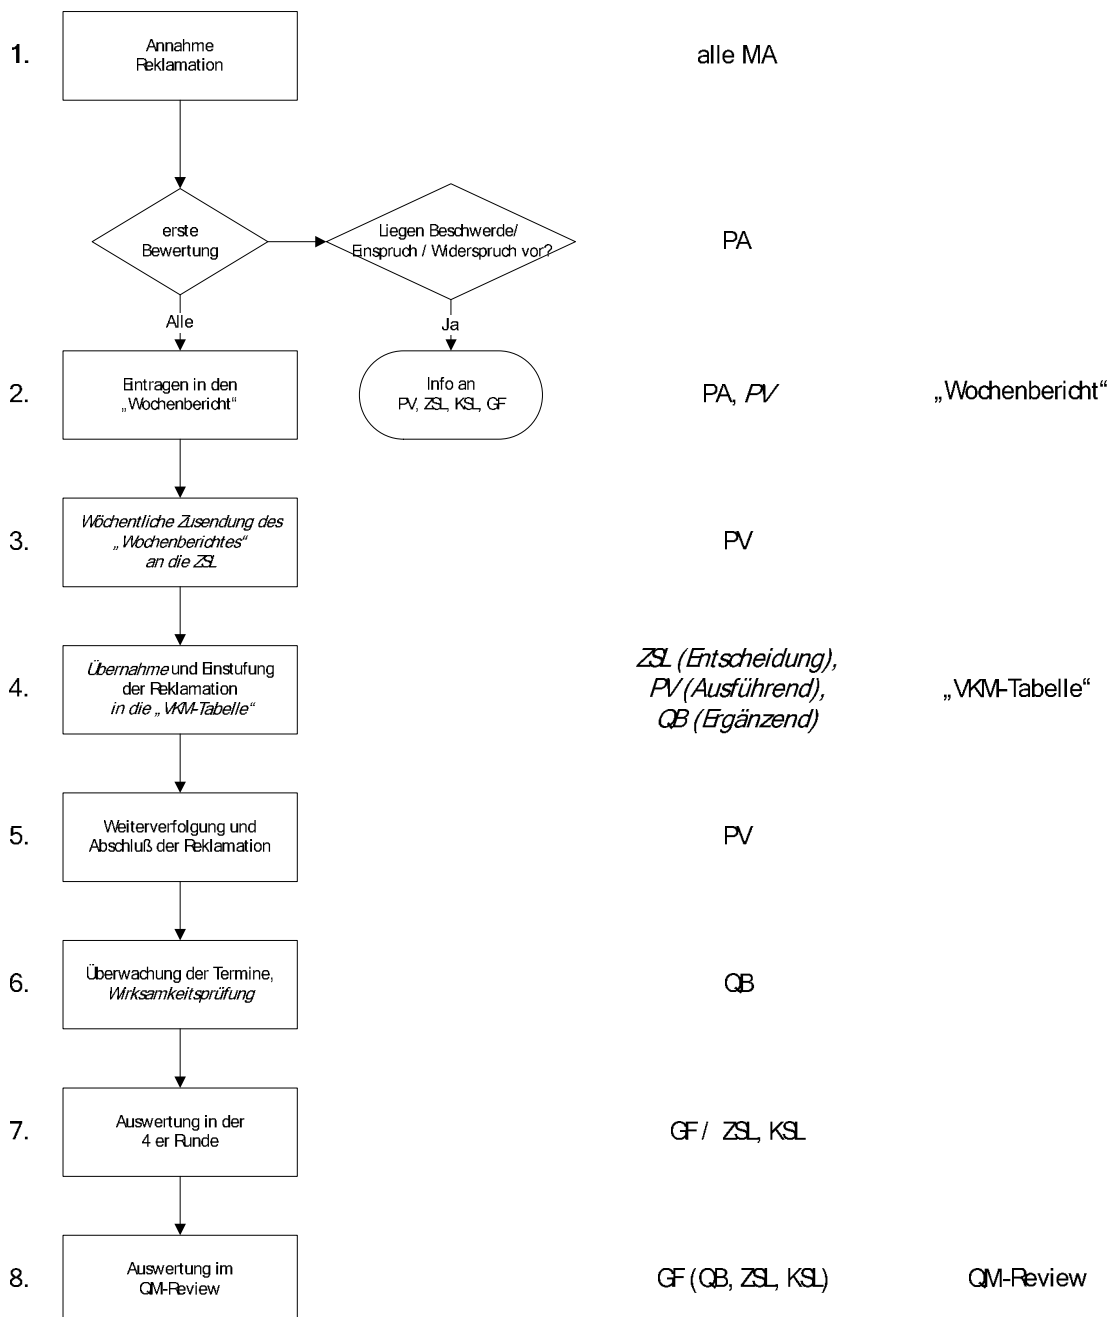 1.
Annahme
Reklamation
alle MA
erste
Bewertung
Liegen Beschwerde/
Einspruch / Widerspruch vor?
PA
Alle
Ja
2.
Eintragen in den
„Wochenbericht“
Info an
PV, ZSL, KSL, GF
PA, PV
„Wochenbericht“
3.
Wöchentliche Zusendung des
„Wochenberichtes“
an die ZSL
PV
4.
Übernahme und Einstufung
der Reklamation
in die „VKM-Tabelle“
ZSL (Entscheidung),
PV (Ausführend),
QB (Ergänzend)
„VKM-Tabelle“
5.
Weiterverfolgung und
Abschluß der Reklamation
PV
6.
Überwachung der Termine,
Wirksamkeitsprüfung
QB
7.
Auswertung in der
4 er Runde
GF / ZSL, KSL
8.
Auswertung im
QM-Review
GF (QB, ZSL, KSL)
QM-Review